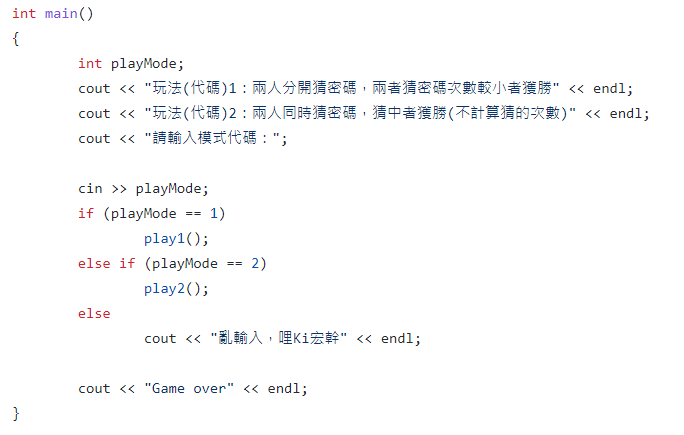 int main()
{
int playMode;
cout << "玩法(代碼)1：兩人分開猜密碼，兩者猜密碼次數較小者獲勝" << endl;
cout << "玩法(代碼)2：兩人同時猜密碼，猜中者獲勝(不計算猜的次數)" << endl;
cout << "請輸入模式代碼：";
cin >> playMode;
if (playMode == 1)
play1();
else if (playMode == 2)
play2();
else
cout << "亂輸入，哩Ki宏幹" << endl;
cout << "Game over" << endl;
}